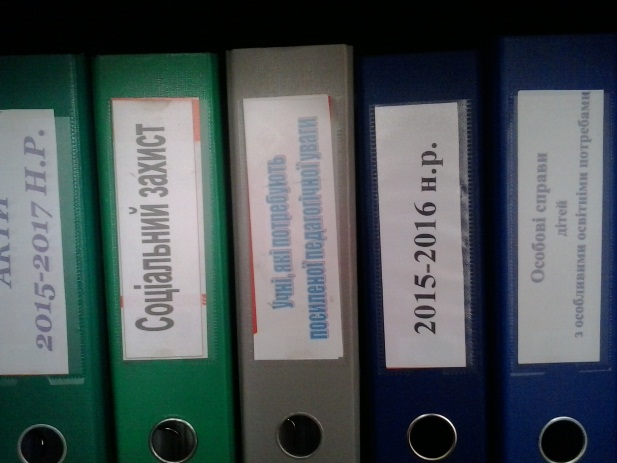 АКТИ
2015-2017 Н.Р.
Соціальний захист
Учні, які потребують
посиленої педагогічної уваги
2015-2016 н.р.
Особові справи
дітей
з особливими освітніми потребами